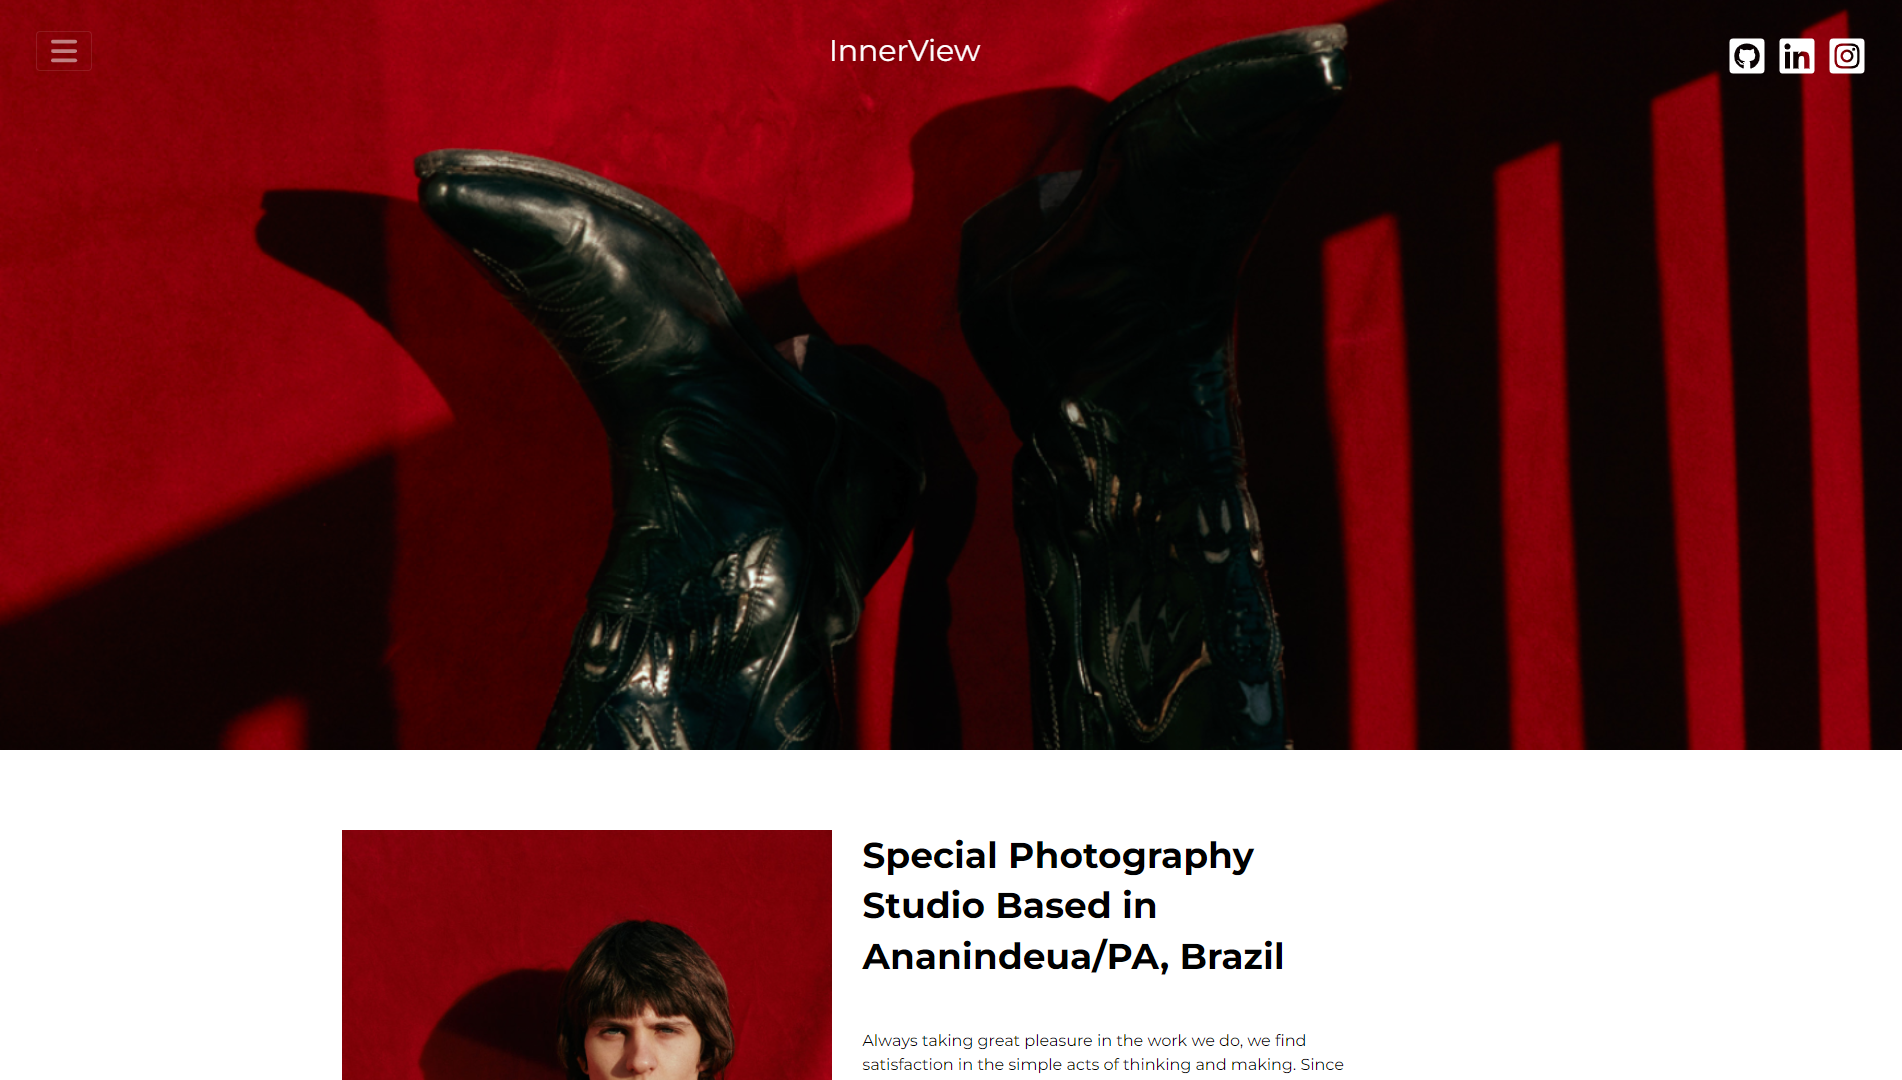 InnerView
Special Photography
Studio Based in
Ananindeua/PA, Brazil
Always taking great pleasure in the work we do, we find
satisfaction in the simple acts of thinking and making. Since